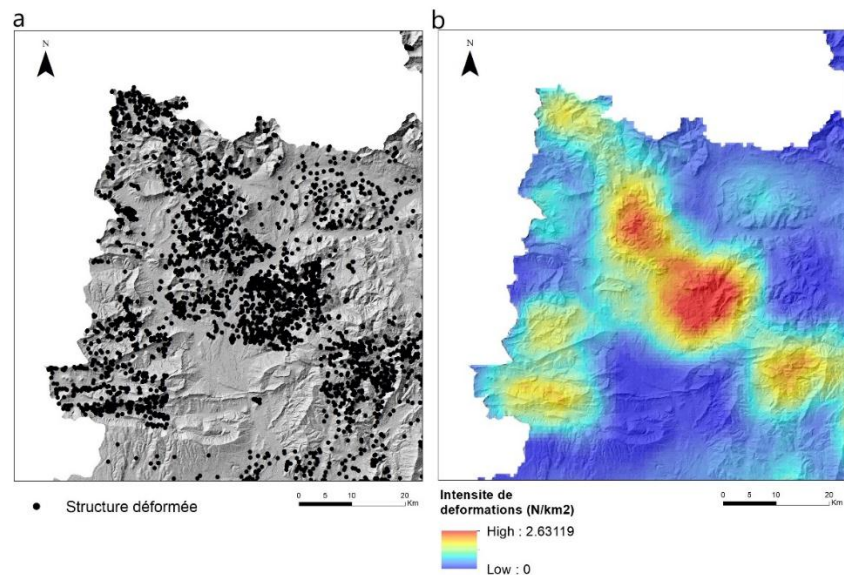 a
b
N
N
0 5 10 20
Km
0 5 10 20
Km
Structure déformée
Intensite de
deformations (N/km2)
High : 2.63119
Low : 0